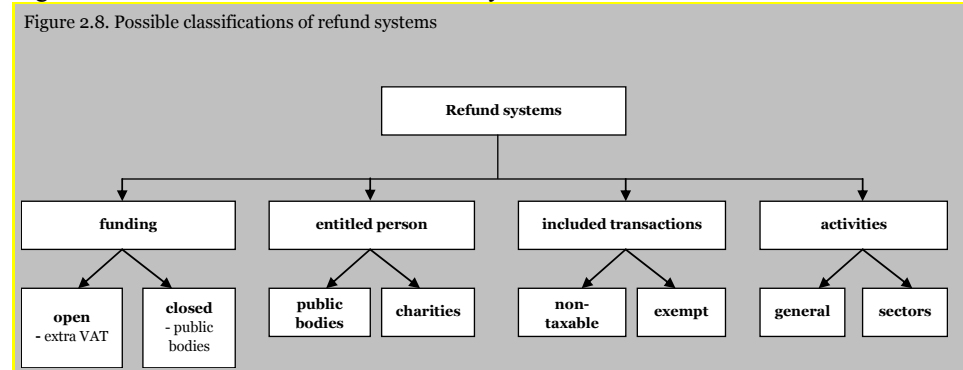 Figure 2.8. Possible classifications of refund systems
Refund systems
funding
entitled person
included transactions
activities
open
- extra VAT
closed
- public
bodies
public
bodies
charities
non-
taxable
exempt
general
sectors